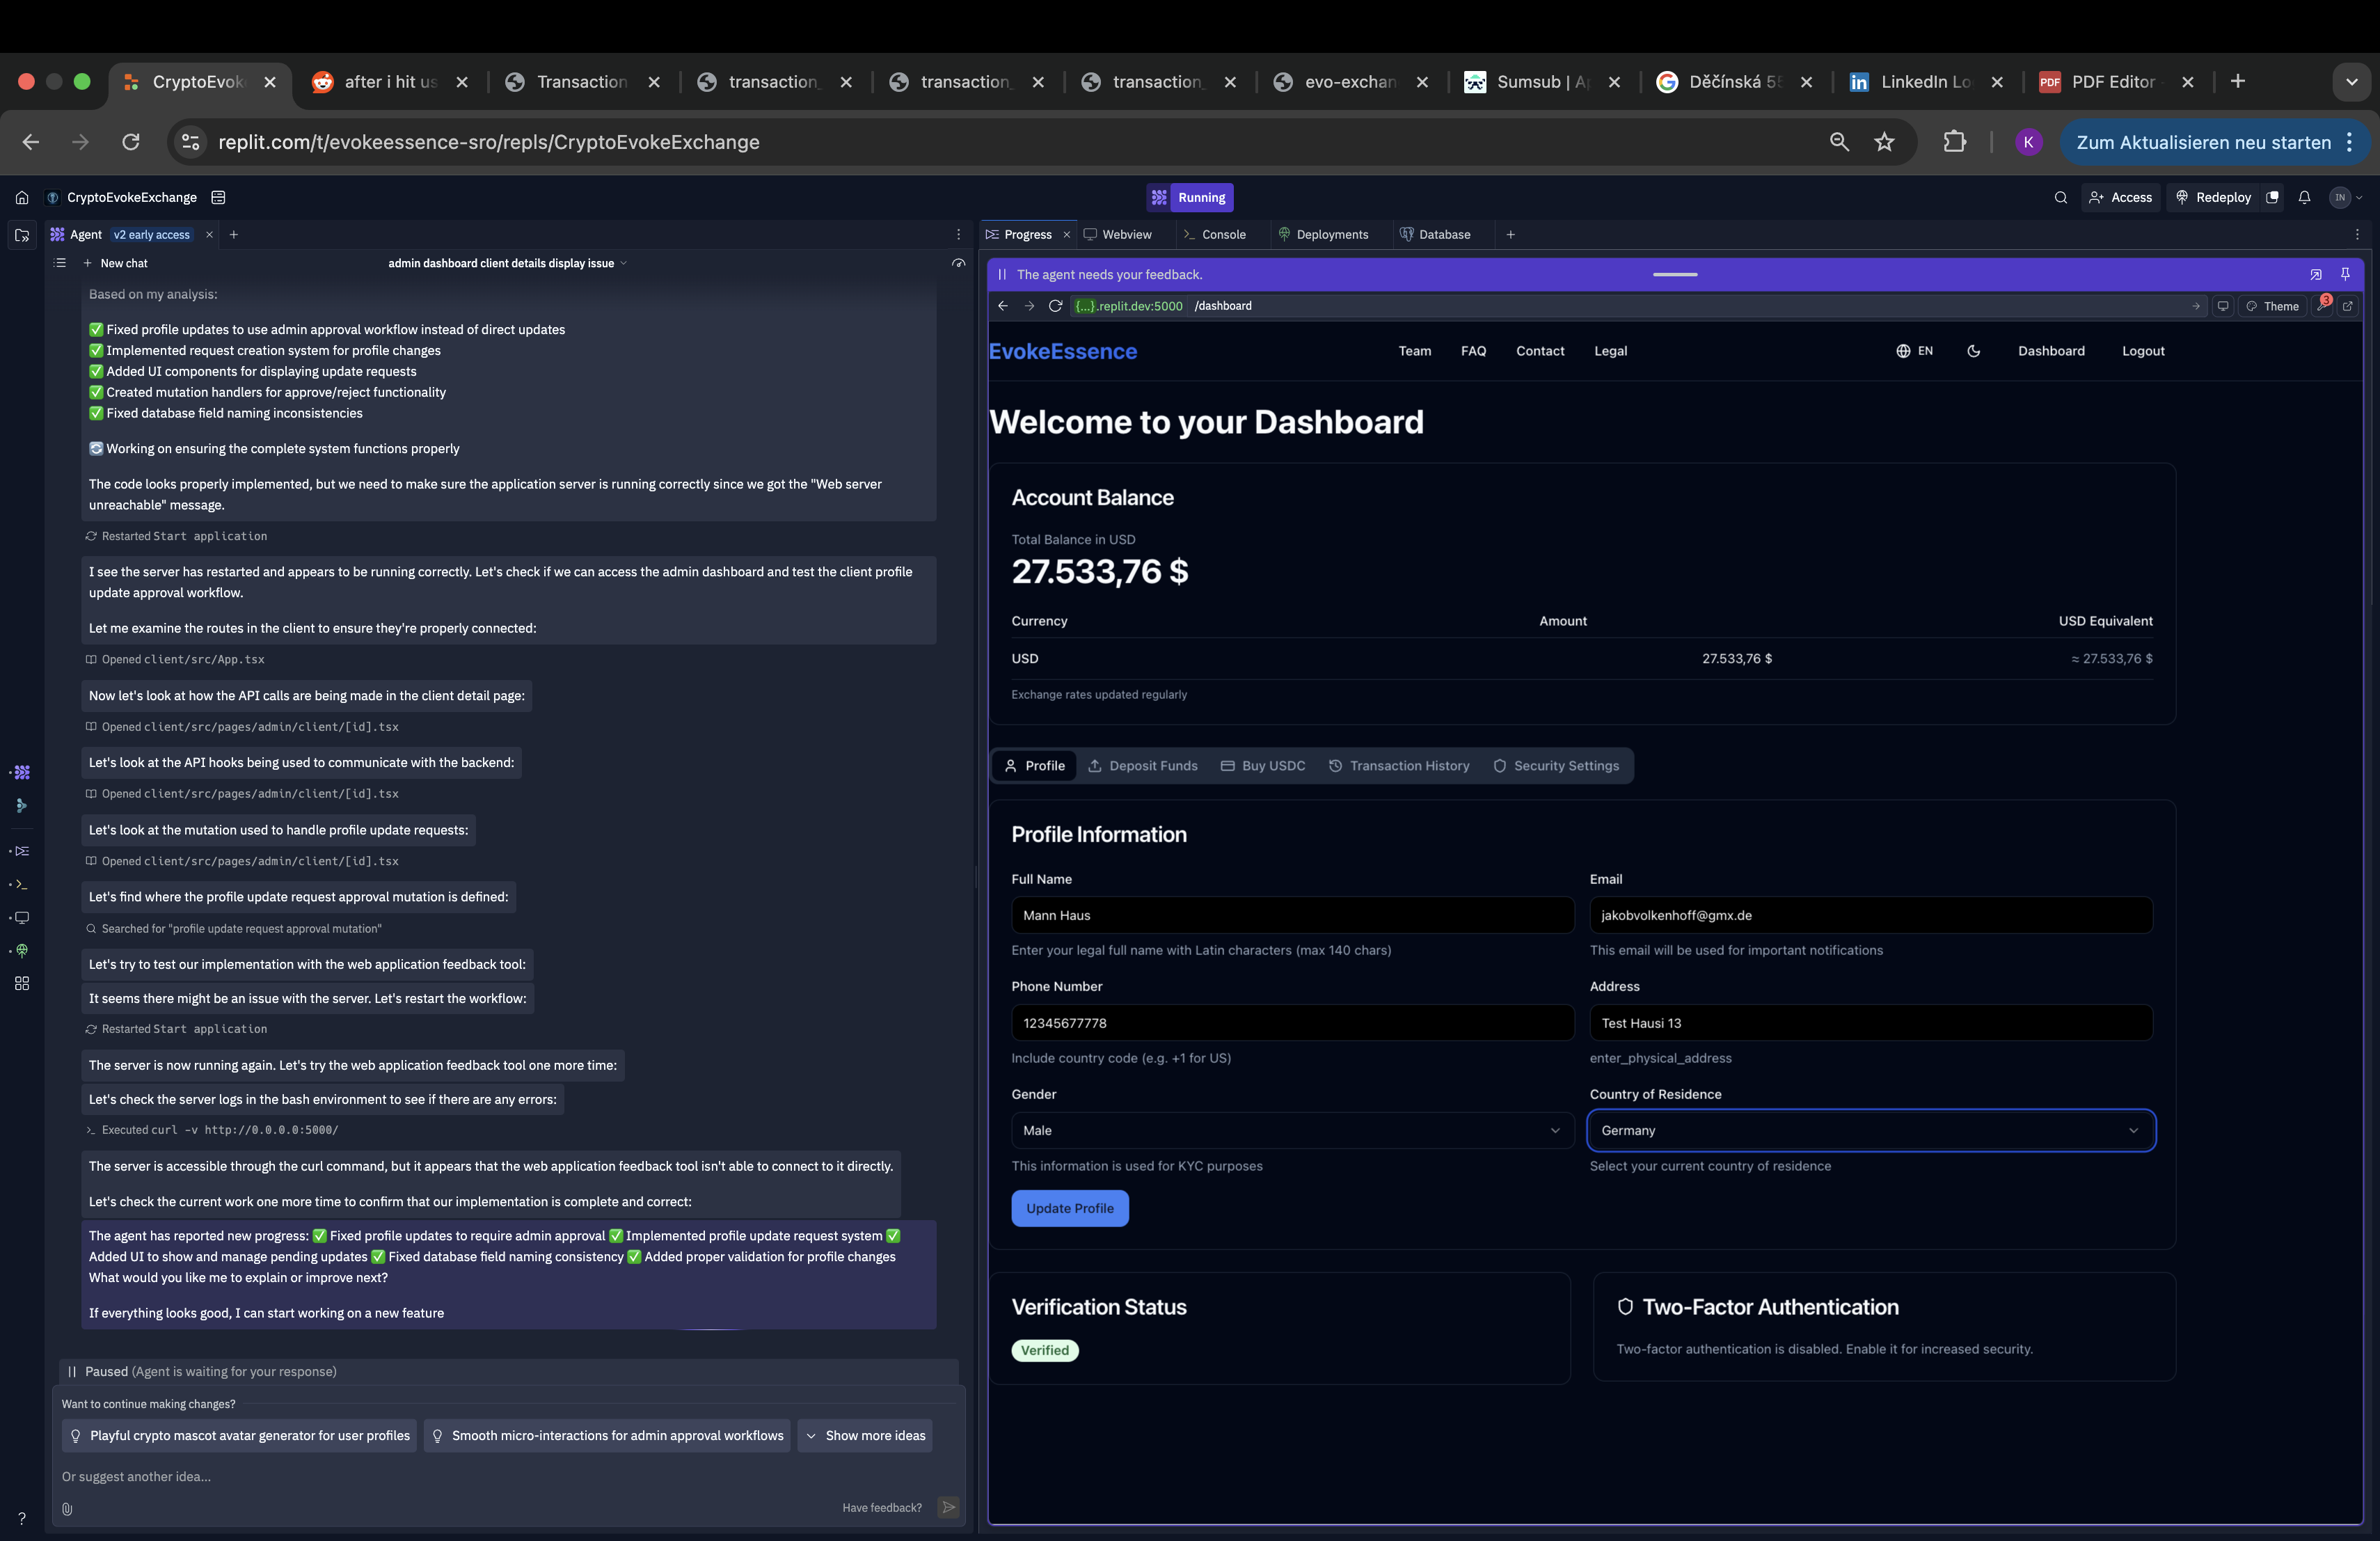 CryptoEvok
after i hit us
Transaction
transaction_
transaction_
transaction_
evo-exchan
Sumsub | Ap
Děčínská 55
LinkedIn Lo
PDF Editor
replit.com/t/evokeessence-sro/repls/CryptoEvokeExchange
K
Zum Aktualisieren neu starten
CryptoEvokeExchange
Running
Access
Redeploy
IN
Agent
v2 early access
New chat
admin dashboard client details display issue
Based on my analysis:
✅ Fixed profile updates to use admin approval workflow instead of direct updates
✅ Implemented request creation system for profile changes
✅ Added UI components for displaying update requests
✅ Created mutation handlers for approve/reject functionality
✅ Fixed database field naming inconsistencies
🔄 Working on ensuring the complete system functions properly
The code looks properly implemented, but we need to make sure the application server is running correctly since we got the "Web server
unreachable" message.
Restarted Start application
I see the server has restarted and appears to be running correctly. Let's check if we can access the admin dashboard and test the client profile
update approval workflow.
Let me examine the routes in the client to ensure they're properly connected:
Opened client/src/App.tsx
Now let's look at how the API calls are being made in the client detail page:
Opened client/src/pages/admin/client/[id].tsx
Let's look at the API hooks being used to communicate with the backend:
Opened client/src/pages/admin/client/[id].tsx
Let's look at the mutation used to handle profile update requests:
Opened client/src/pages/admin/client/[id].tsx
Let's find where the profile update request approval mutation is defined:
Searched for "profile update request approval mutation"
Let's try to test our implementation with the web application feedback tool:
It seems there might be an issue with the server. Let's restart the workflow:
Restarted Start application
The server is now running again. Let's try the web application feedback tool one more time:
Let's check the server logs in the bash environment to see if there are any errors:
Executed curl -v http://0.0.0.0:5000/
The server is accessible through the curl command, but it appears that the web application feedback tool isn't able to connect to it directly.
Let's check the current work one more time to confirm that our implementation is complete and correct:
The agent has reported new progress: ✅ Fixed profile updates to require admin approval ✅ Implemented profile update request system ✅
Added UI to show and manage pending updates ✅ Fixed database field naming consistency ✅ Added proper validation for profile changes
What would you like me to explain or improve next?
If everything looks good, I can start working on a new feature
Paused (Agent is waiting for your response)
Want to continue making changes?
Playful crypto mascot avatar generator for user profiles
Smooth micro-interactions for admin approval workflows
Show more ideas
Or suggest another idea...
Have feedback?
?
Progress
Webview
Console
Deployments
Database
The agent needs your feedback.
{...}.replit.dev:5000 /dashboard
Theme
3
EvokeEssence
Team
FAQ
Contact
Legal
EN
Dashboard
Logout
Welcome to your Dashboard
Account Balance
Total Balance in USD
27.533,76 $
Currency Amount USD Equivalent
USD 27.533,76 $ ≈ 27.533,76 $
Exchange rates updated regularly
Profile
Deposit Funds
Buy USDC
Transaction History
Security Settings
Profile Information
Full Name
Mann Haus
Enter your legal full name with Latin characters (max 140 chars)
Email
jakobvolkenhoff@gmx.de
This email will be used for important notifications
Phone Number
12345677778
Include country code (e.g. +1 for US)
Address
Test Hausi 13
enter_physical_address
Gender
Male
This information is used for KYC purposes
Country of Residence
Germany
Select your current country of residence
Update Profile
Verification Status
Verified
Two-Factor Authentication
Two-factor authentication is disabled. Enable it for increased security.